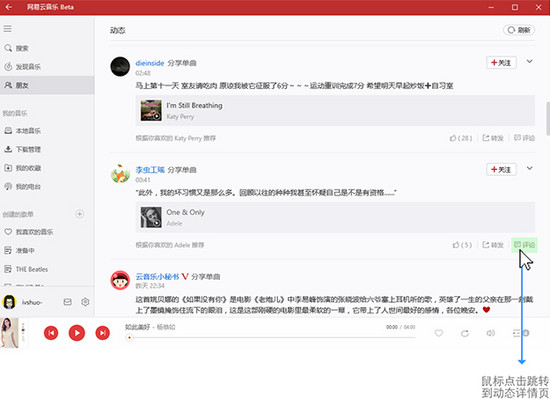 网易云音乐 Beta
动态
刷新
搜索
发现音乐
朋友
我的音乐
本地音乐
下载管理
我的收藏
我的电台
创建的歌单
我喜欢的音乐
准备中
THE Beatles
ivshuo-
dieinside 分享单曲
+关注
02:48
马上第十一天 室友请吃肉 原谅我被它征服了6分~~~运动重训完成7分 希望明天早起炒饭+自习室
I'm Still Breathing
Katy Perry
根据你喜欢的 Katy Perry 推荐
(28)
转发
评论
李虫工瑶 分享单曲
+关注
00:41
“此外，我的坏习惯又是那么多。回顾以往的种种我甚至怀疑自己是不是有资格......”
One & Only
Adele
根据你喜欢的 Adele 推荐
(5)
转发
评论
云音乐小秘书 V 分享单曲
昨天 22:34
这首姚贝娜的《如果没有你》是电影《老炮儿》中李易峰饰演的张晓波给六爷塞上耳机听的歌，英雄了一生的父亲在那一刻戴
上了墨镜掩饰住流下的眼泪，这是这部刚硬的电影里最柔软的一幕，它带上了人世间最好的感情，各位晚安。
如此美好 - 杨恭如
00:00 / 04:00
鼠标点击跳转
到动态详情页